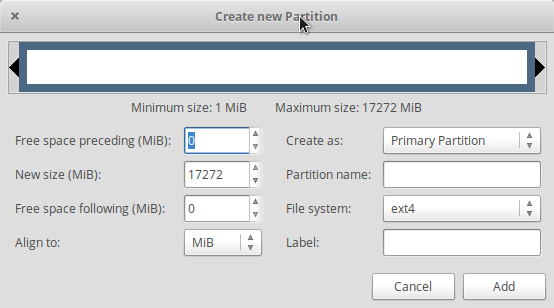 Create new Partition
Minimum size: 1 MiB Maximum size: 17272 MiB
Free space preceding (MiB): 0 Create as: Primary Partition
New size (MiB): 17272 Partition name:
Free space following (MiB): 0 File system: ext4
Align to: MiB Label:
Cancel Add